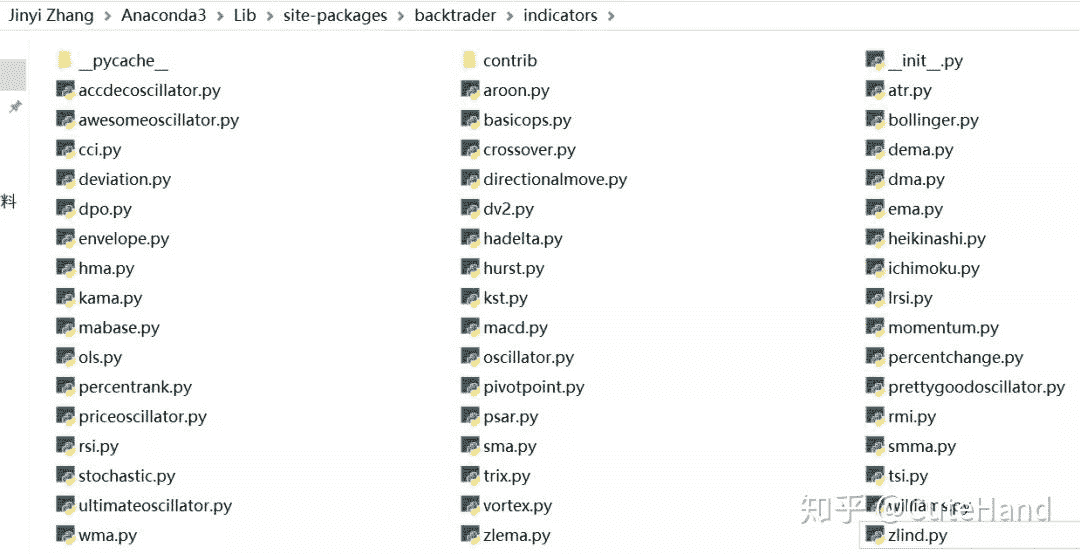 Jinyi Zhang > Anaconda3 > Lib > site-packages > backtrader > indicators >
__pycache__ contrib __init__.py
accdecoscillator.py aroon.py atr.py
awesomeoscillator.py basicops.py bollinger.py
cci.py crossover.py dema.py
deviation.py directionalmove.py dma.py
料
dpo.py dv2.py ema.py
envelope.py hadelta.py heikinashi.py
hma.py hurst.py ichimoku.py
kama.py kst.py lrsi.py
mabase.py macd.py momentum.py
ols.py oscillator.py percentchange.py
percentrank.py pivotpoint.py prettygoodoscillator.py
priceoscillator.py psar.py rmi.py
rsi.py sma.py smma.py
stochastic.py trix.py tsi.py
ultimateoscillator.py vortex.py williams.py
知乎 @CuteHand
wma.py zlema.py zlind.py